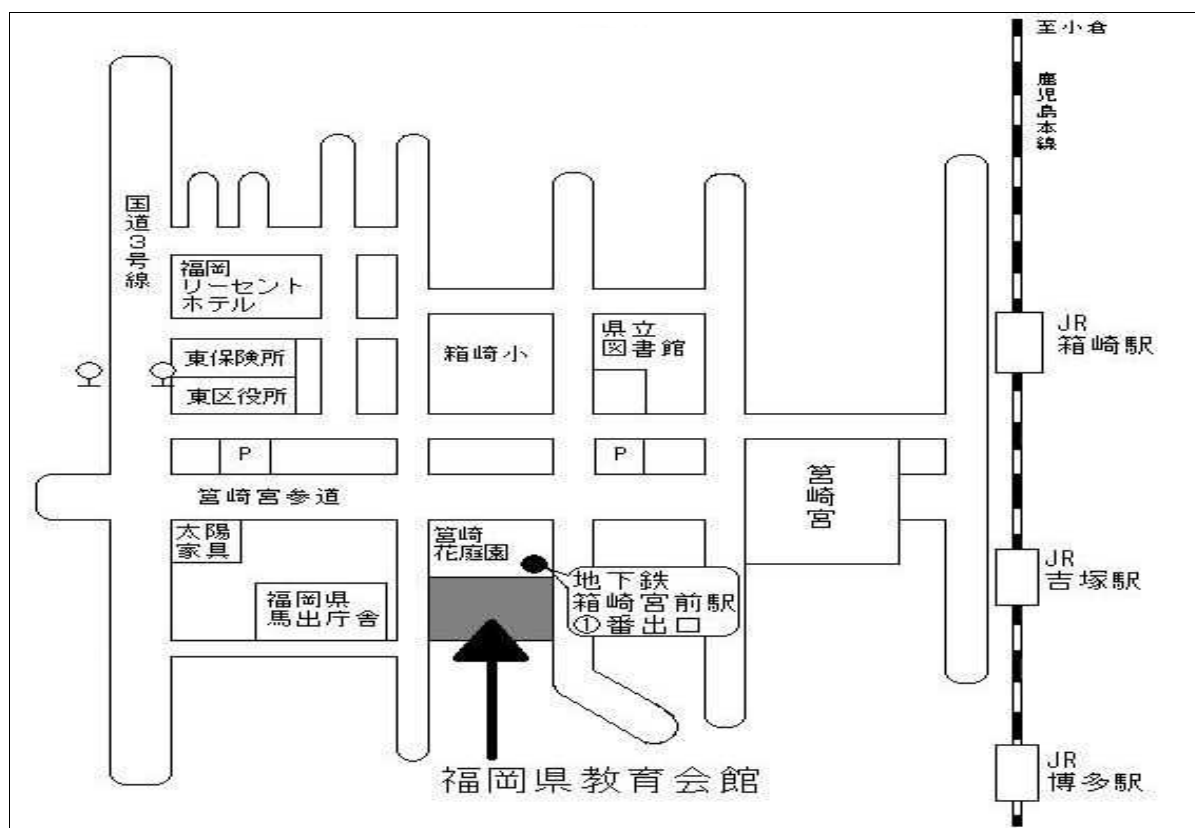 至小倉
鹿児島本線
国道3号線
福岡
リーセント
ホテル
東保険所
東区役所
箱崎小
県立
図書館
JR
箱崎駅
P
P
筥崎宮参道
筥崎宮
太陽
家具
筥崎
花庭園
福岡県
馬出庁舎
地下鉄
箱崎宮前駅
①番出口
JR
吉塚駅
JR
博多駅
福岡県教育会館